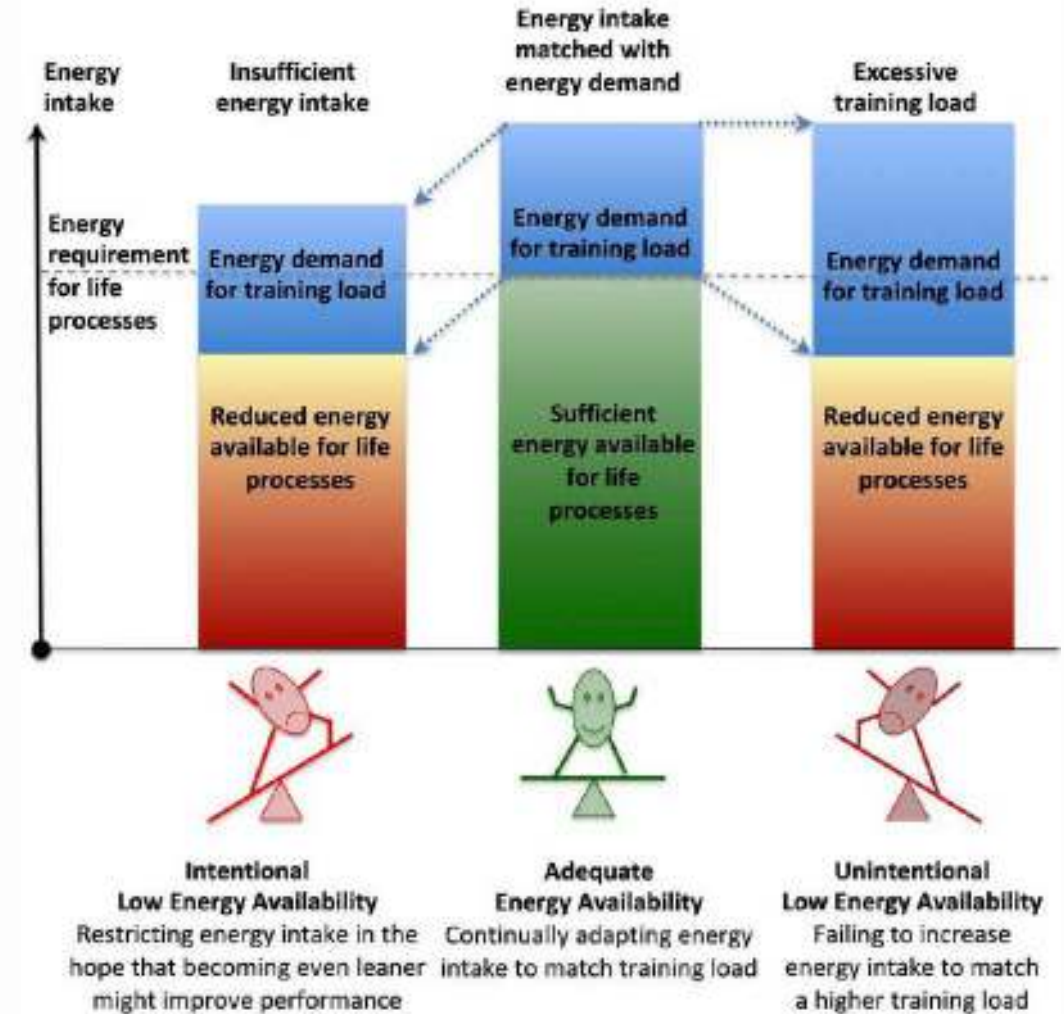 Energy
intake
Insufficient
energy intake
Energy intake
matched with
energy demand
Excessive
training load
Energy
requirement
for life
processes
Energy demand
for training load
Reduced energy
available for life
processes
Energy demand
for training load
Sufficient
energy available
for life
processes
Energy demand
for training load
Reduced energy
available for life
processes
Intentional
Low Energy Availability
Restricting energy intake in the
hope that becoming even leaner
might improve performance
Adequate
Energy Availability
Continually adapting energy
intake to match training load
Unintentional
Low Energy Availability
Failing to increase
energy intake to match
a higher training load